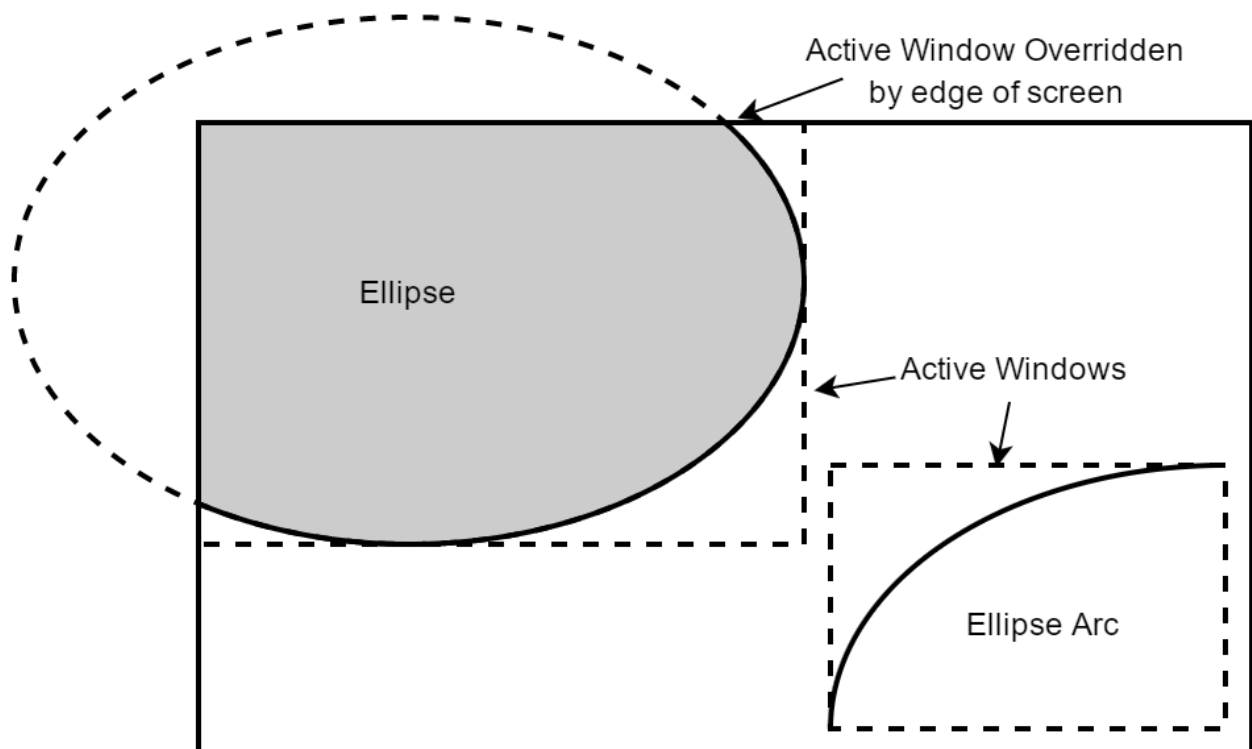 Active Window Overridden
by edge of screen
Ellipse
Active Windows
Ellipse Arc